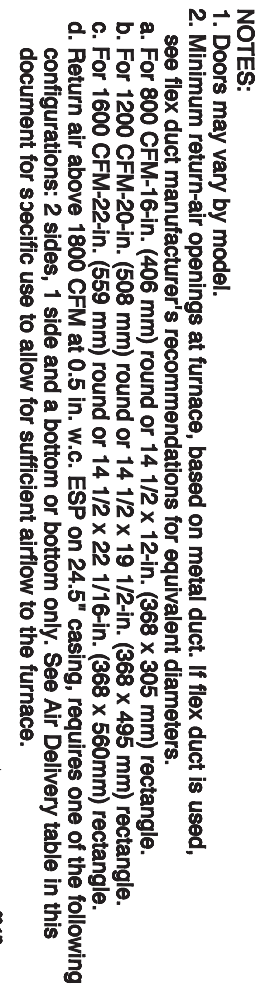 NOTES:
1. Doors may vary by model.
2. Minimum return-air openings at furnace, based on metal duct. If flex duct is used,
see flex duct manufacturer's recommendations for equivalent diameters.
a. For 800 CFM-16-in. (406 mm) round or 14 1/2 x 12-in. (368 x 305 mm) rectangle.
b. For 1200 CFM-20-in. (508 mm) round or 14 1/2 x 19 1/2-in. (368 x 495 mm) rectangle.
c. For 1600 CFM-22-in. (559 mm) round or 14 1/2 x 22 1/16-in. (368 x 560mm) rectangle.
d. Return air above 1800 CFM at 0.5 in. w.c. ESP on 24.5" casing, requires one of the following
configurations: 2 sides, 1 side and a bottom or bottom only. See Air Delivery table in this
document for specific use to allow for sufficient airflow to the furnace.